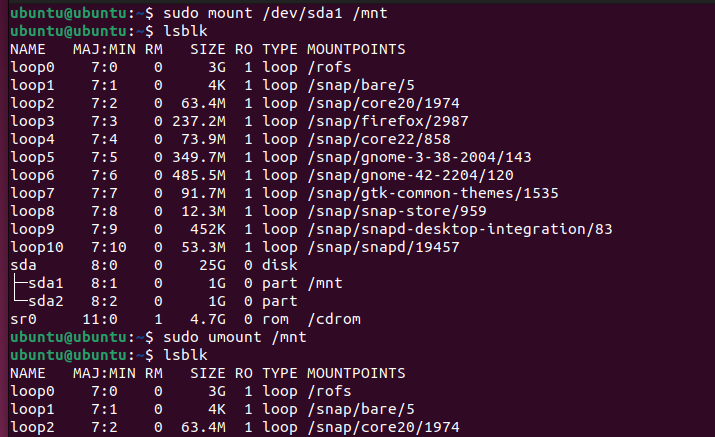 ubuntu@ubuntu:~$ sudo mount /dev/sda1 /mnt
ubuntu@ubuntu:~$ lsblk
NAME   MAJ:MIN RM   SIZE RO TYPE MOUNTPOINTS
loop0    7:0    0     3G  1 loop /rofs
loop1    7:1    0     4K  1 loop /snap/bare/5
loop2    7:2    0  63.4M  1 loop /snap/core20/1974
loop3    7:3    0 237.2M  1 loop /snap/firefox/2987
loop4    7:4    0  73.9M  1 loop /snap/core22/858
loop5    7:5    0 349.7M  1 loop /snap/gnome-3-38-2004/143
loop6    7:6    0 485.5M  1 loop /snap/gnome-42-2204/120
loop7    7:7    0  91.7M  1 loop /snap/gtk-common-themes/1535
loop8    7:8    0  12.3M  1 loop /snap/snap-store/959
loop9    7:9    0   452K  1 loop /snap/snapd-desktop-integration/83
loop10   7:10   0  53.3M  1 loop /snap/snapd/19457
sda      8:0    0    25G  0 disk
├─sda1   8:1    0     1G  0 part /mnt
└─sda2   8:2    0     1G  0 part
sr0     11:0    1   4.7G  0 rom  /cdrom
ubuntu@ubuntu:~$ sudo umount /mnt
ubuntu@ubuntu:~$ lsblk
NAME   MAJ:MIN RM   SIZE RO TYPE MOUNTPOINTS
loop0    7:0    0     3G  1 loop /rofs
loop1    7:1    0     4K  1 loop /snap/bare/5
loop2    7:2    0  63.4M  1 loop /snap/core20/1974